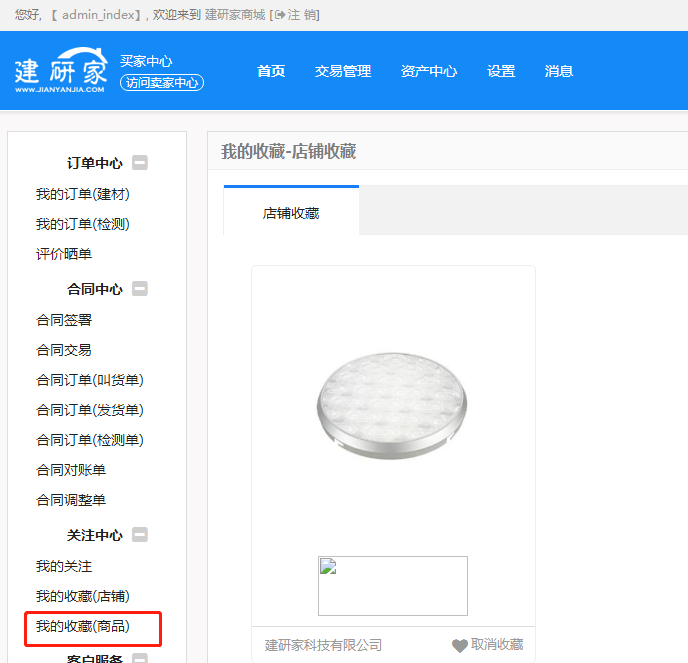 您好, 【 admin_index】, 欢迎来到 建研家商城 [注 销]
建研家
WWW.JIANYANJIA.COM
买家中心
访问卖家中心
首页 交易管理 资产中心 设置 消息
订单中心
我的订单(建材)
我的订单(检测)
评价晒单
合同中心
合同签署
合同交易
合同订单(叫货单)
合同订单(发货单)
合同订单(检测单)
合同对账单
合同调整单
关注中心
我的关注
我的收藏(店铺)
我的收藏(商品)
客户服务
我的收藏-店铺收藏
店铺收藏
建研家科技有限公司 取消收藏